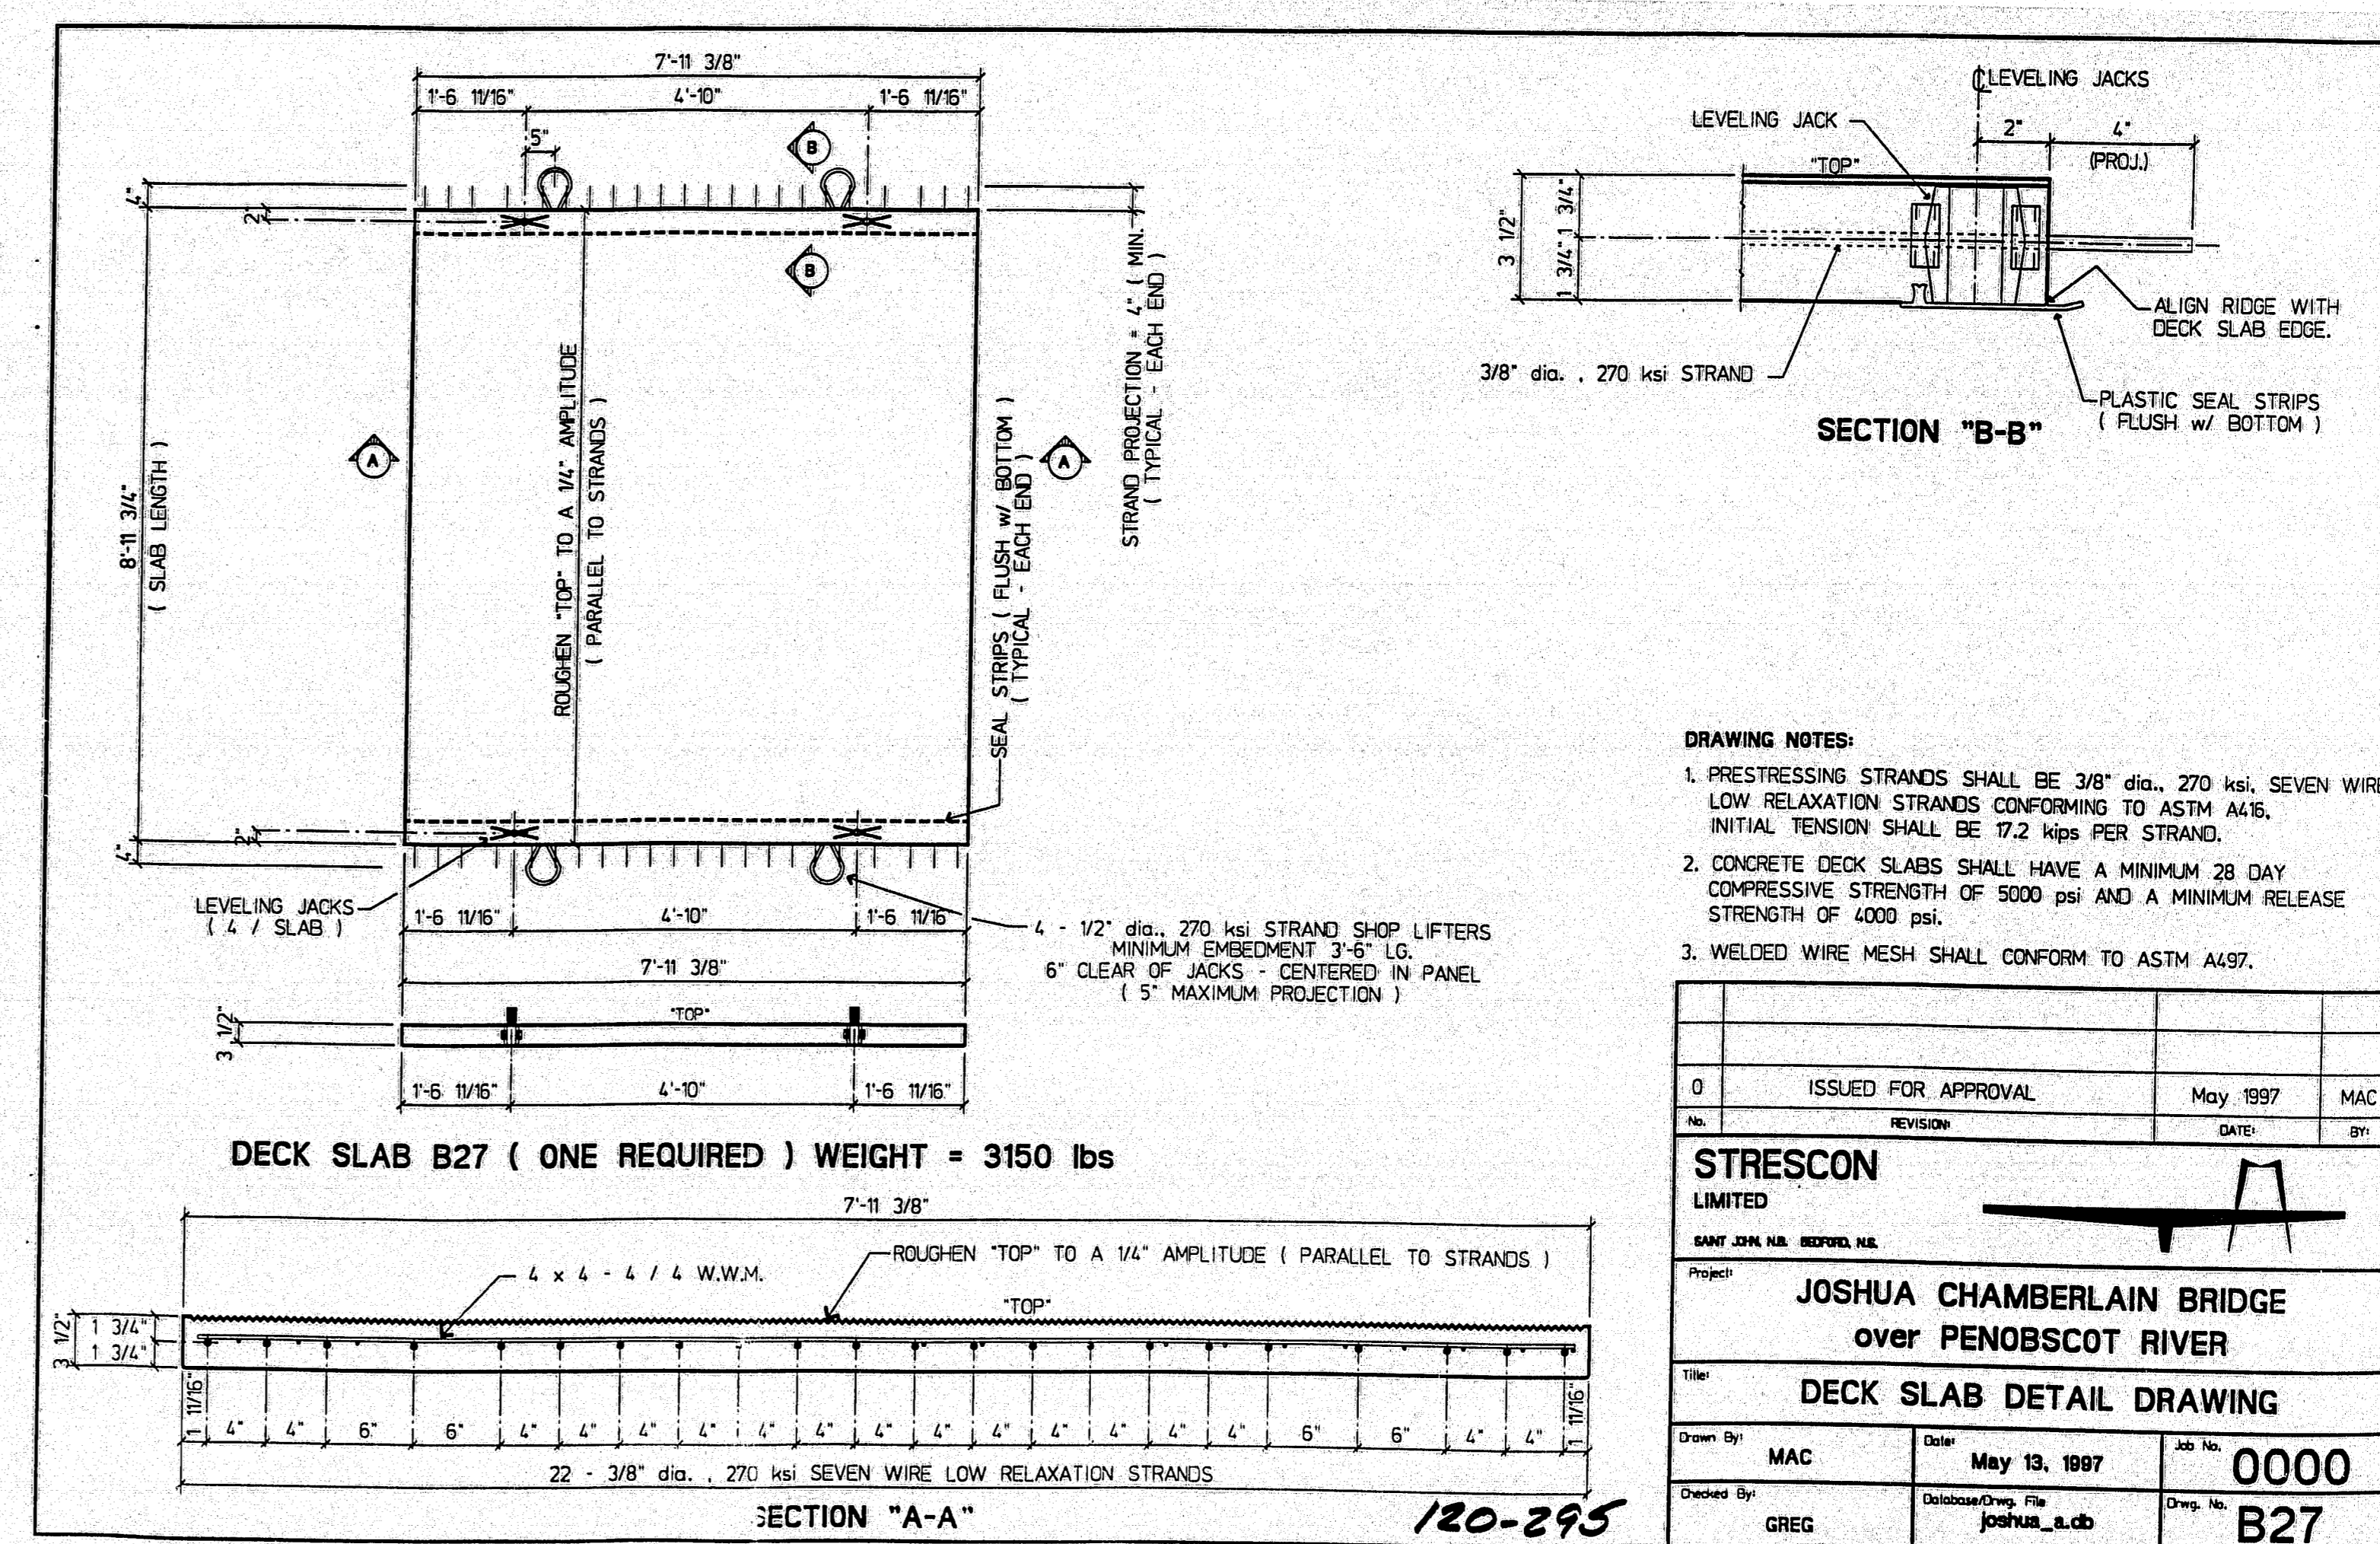 7'-11 3/8"
1'-6 11/16" 4'-10" 1'-6 11/16"
5"
B
4"
2"
B
8'-11 3/4"
( SLAB LENGTH )
A
ROUGHEN "TOP" TO A 1/4" AMPLITUDE
( PARALLEL TO STRANDS )
SEAL STRIPS ( FLUSH w/ BOTTOM )
( TYPICAL - EACH END )
A
STRAND PROJECTION = 4" ( MIN. )
( TYPICAL - EACH END )
2"
4"
LEVELING JACKS
( 4 / SLAB )
1'-6 11/16" 4'-10" 1'-6 11/16"
7'-11 3/8"
4 - 1/2" dia., 270 ksi STRAND SHOP LIFTERS
MINIMUM EMBEDMENT 3'-6" LG.
6" CLEAR OF JACKS - CENTERED IN PANEL
( 5" MAXIMUM PROJECTION )
"TOP"
3 1/2"
1'-6 11/16" 4'-10" 1'-6 11/16"
DECK SLAB B27 ( ONE REQUIRED ) WEIGHT = 3150 lbs
7'-11 3/8"
4 x 4 - 4 / 4 W.W.M.
ROUGHEN "TOP" TO A 1/4" AMPLITUDE ( PARALLEL TO STRANDS )
"TOP"
3 1/2"
1 3/4"
1 3/4"
1 11/16" 4" 4" 6" 6" 4" 4" 4" 4" 4" 4" 4" 4" 4" 4" 4" 4" 4" 6" 6" 4" 4" 1 11/16"
22 - 3/8" dia. , 270 ksi SEVEN WIRE LOW RELAXATION STRANDS
SECTION "A-A"
120-295
℄ LEVELING JACKS
LEVELING JACK
2" 4"
(PROJ.)
"TOP"
3 1/2"
1 3/4" 1 3/4"
ALIGN RIDGE WITH
DECK SLAB EDGE.
3/8" dia. , 270 ksi STRAND
PLASTIC SEAL STRIPS
( FLUSH w/ BOTTOM )
SECTION "B-B"
DRAWING NOTES:
1. PRESTRESSING STRANDS SHALL BE 3/8" dia., 270 ksi, SEVEN WIRE
LOW RELAXATION STRANDS CONFORMING TO ASTM A416.
INITIAL TENSION SHALL BE 17.2 kips PER STRAND.
2. CONCRETE DECK SLABS SHALL HAVE A MINIMUM 28 DAY
COMPRESSIVE STRENGTH OF 5000 psi AND A MINIMUM RELEASE
STRENGTH OF 4000 psi.
3. WELDED WIRE MESH SHALL CONFORM TO ASTM A497.
0 ISSUED FOR APPROVAL May 1997 MAC
No. REVISION: DATE: BY:
STRESCON
LIMITED
SAINT JOHN, N.B. BEDFORD, N.S.
Project:
JOSHUA CHAMBERLAIN BRIDGE
over PENOBSCOT RIVER
Title:
DECK SLAB DETAIL DRAWING
Drawn By: MAC
Date: May 13, 1997
Job No. 0000
Checked By: GREG
Database/Drwg. File joshua_a.db
Drwg. No. B27